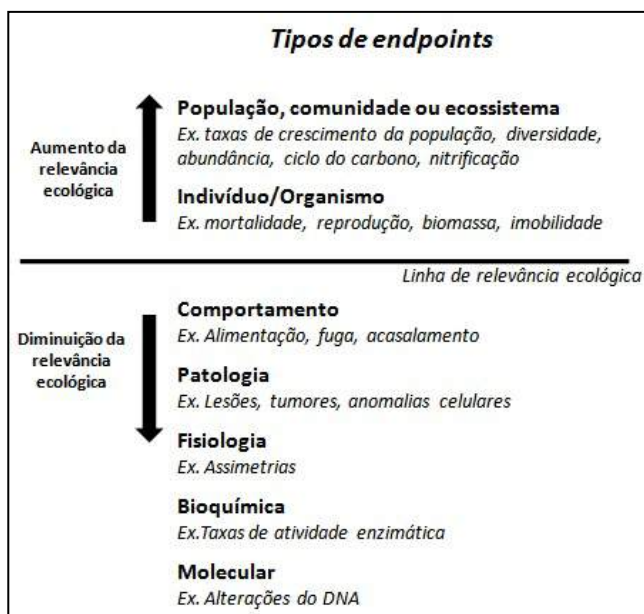 Tipos de endpoints
População, comunidade ou ecossistema
Ex. taxas de crescimento da população, diversidade,
abundância, ciclo do carbono, nitrificação
Aumento da
relevância
ecológica
Indivíduo/Organismo
Ex. mortalidade, reprodução, biomassa, imobilidade
Linha de relevância ecológica
Comportamento
Ex. Alimentação, fuga, acasalamento
Diminuição da
relevância
ecológica
Patologia
Ex. Lesões, tumores, anomalias celulares
Fisiologia
Ex. Assimetrias
Bioquímica
Ex.Taxas de atividade enzimática
Molecular
Ex. Alterações do DNA